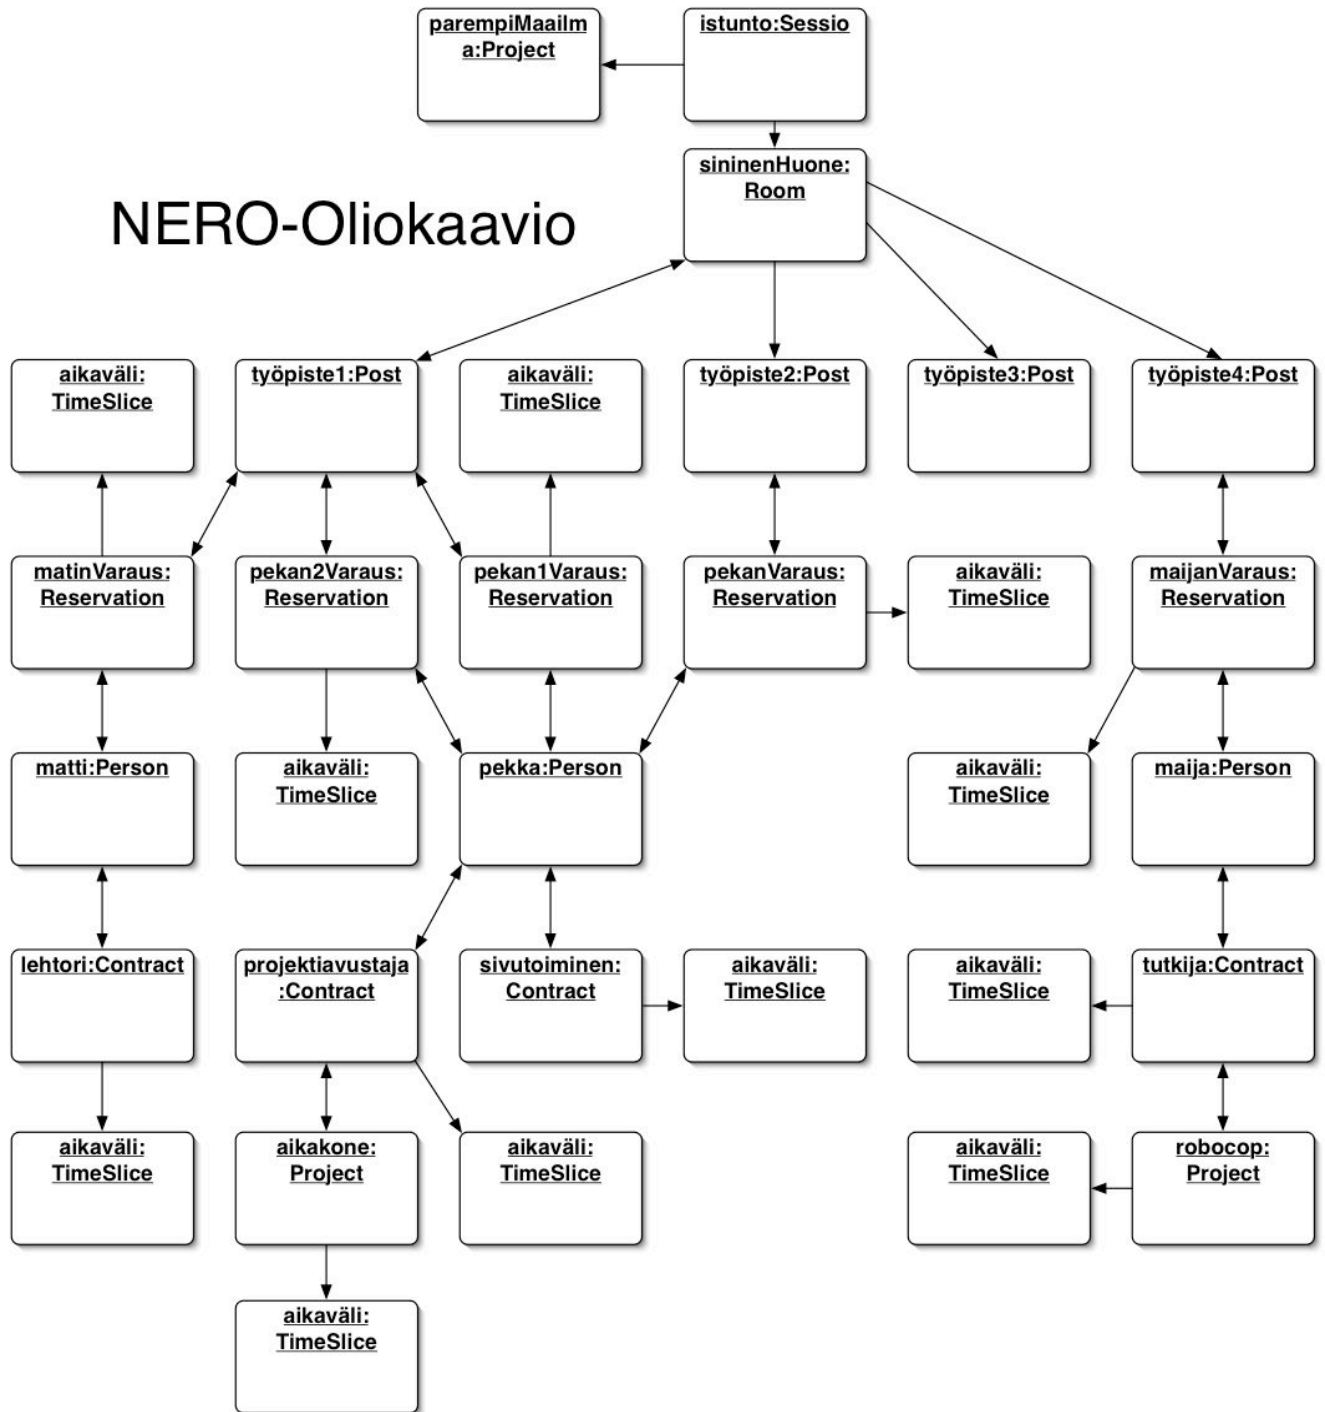 parempiMaailm
a:Project
istunto:Sessio
sininenHuone:
Room
NERO-Oliokaavio
aikaväli:
TimeSlice
työpiste1:Post
aikaväli:
TimeSlice
työpiste2:Post
työpiste3:Post
työpiste4:Post
matinVaraus:
Reservation
pekan2Varaus:
Reservation
pekan1Varaus:
Reservation
pekanVaraus:
Reservation
aikaväli:
TimeSlice
maijanVaraus:
Reservation
matti:Person
aikaväli:
TimeSlice
pekka:Person
aikaväli:
TimeSlice
maija:Person
lehtori:Contract
projektiavustaja
:Contract
sivutoiminen:
Contract
aikaväli:
TimeSlice
aikaväli:
TimeSlice
tutkija:Contract
aikaväli:
TimeSlice
aikakone:
Project
aikaväli:
TimeSlice
aikaväli:
TimeSlice
robocop:
Project
aikaväli:
TimeSlice